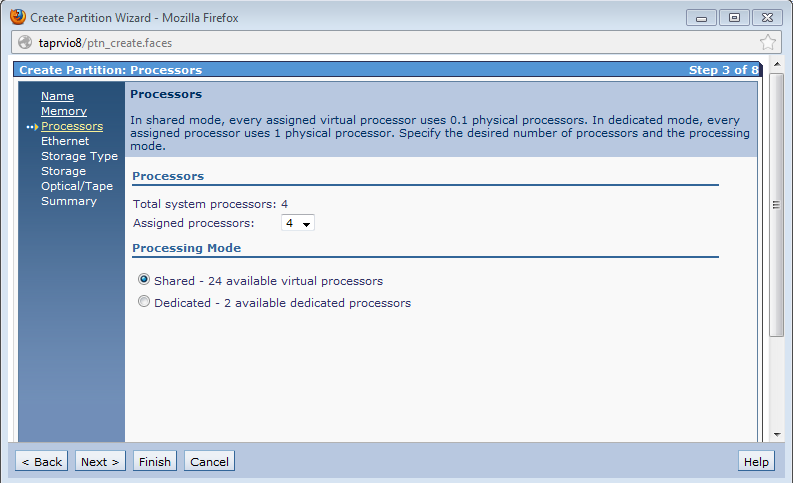 Create Partition Wizard - Mozilla Firefox
taprvio8/ptn_create.faces
Create Partition: Processors Step 3 of 8
Name
Memory
Processors
Ethernet
Storage Type
Storage
Optical/Tape
Summary
Processors
In shared mode, every assigned virtual processor uses 0.1 physical processors. In dedicated mode, every
assigned processor uses 1 physical processor. Specify the desired number of processors and the processing
mode.
Processors
Total system processors: 4
Assigned processors: 4
Processing Mode
Shared - 24 available virtual processors
Dedicated - 2 available dedicated processors
< Back Next > Finish Cancel Help